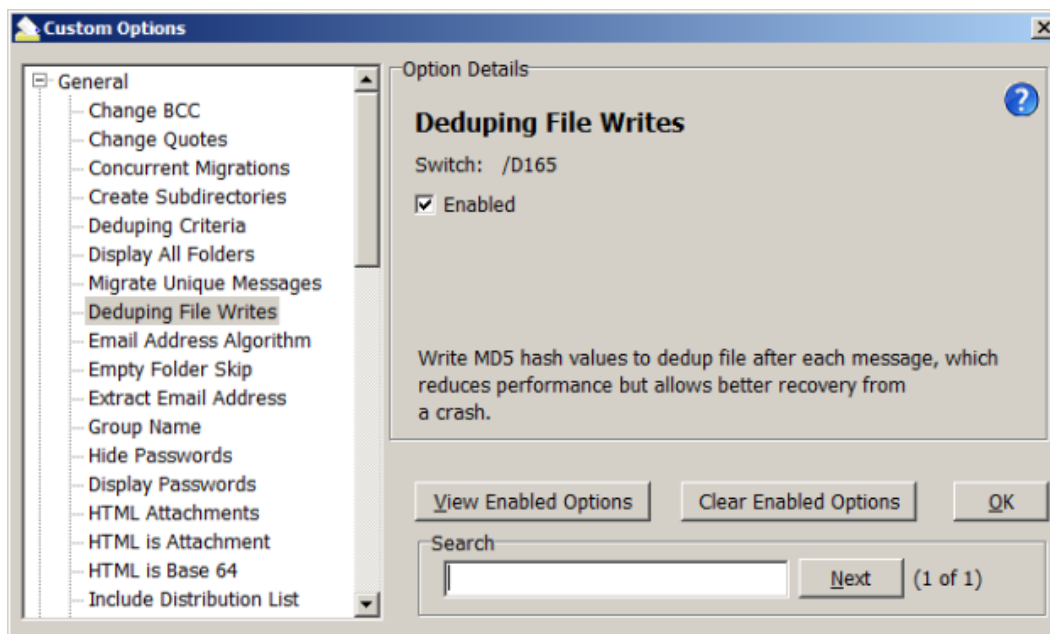 Custom Options
General
Change BCC
Change Quotes
Concurrent Migrations
Create Subdirectories
Deduping Criteria
Display All Folders
Migrate Unique Messages
Deduping File Writes
Email Address Algorithm
Empty Folder Skip
Extract Email Address
Group Name
Hide Passwords
Display Passwords
HTML Attachments
HTML is Attachment
HTML is Base 64
Include Distribution List
Option Details
Deduping File Writes
Switch: /D165
Enabled
Write MD5 hash values to dedup file after each message, which
reduces performance but allows better recovery from
a crash.
View Enabled Options
Clear Enabled Options
OK
Search
Next
(1 of 1)